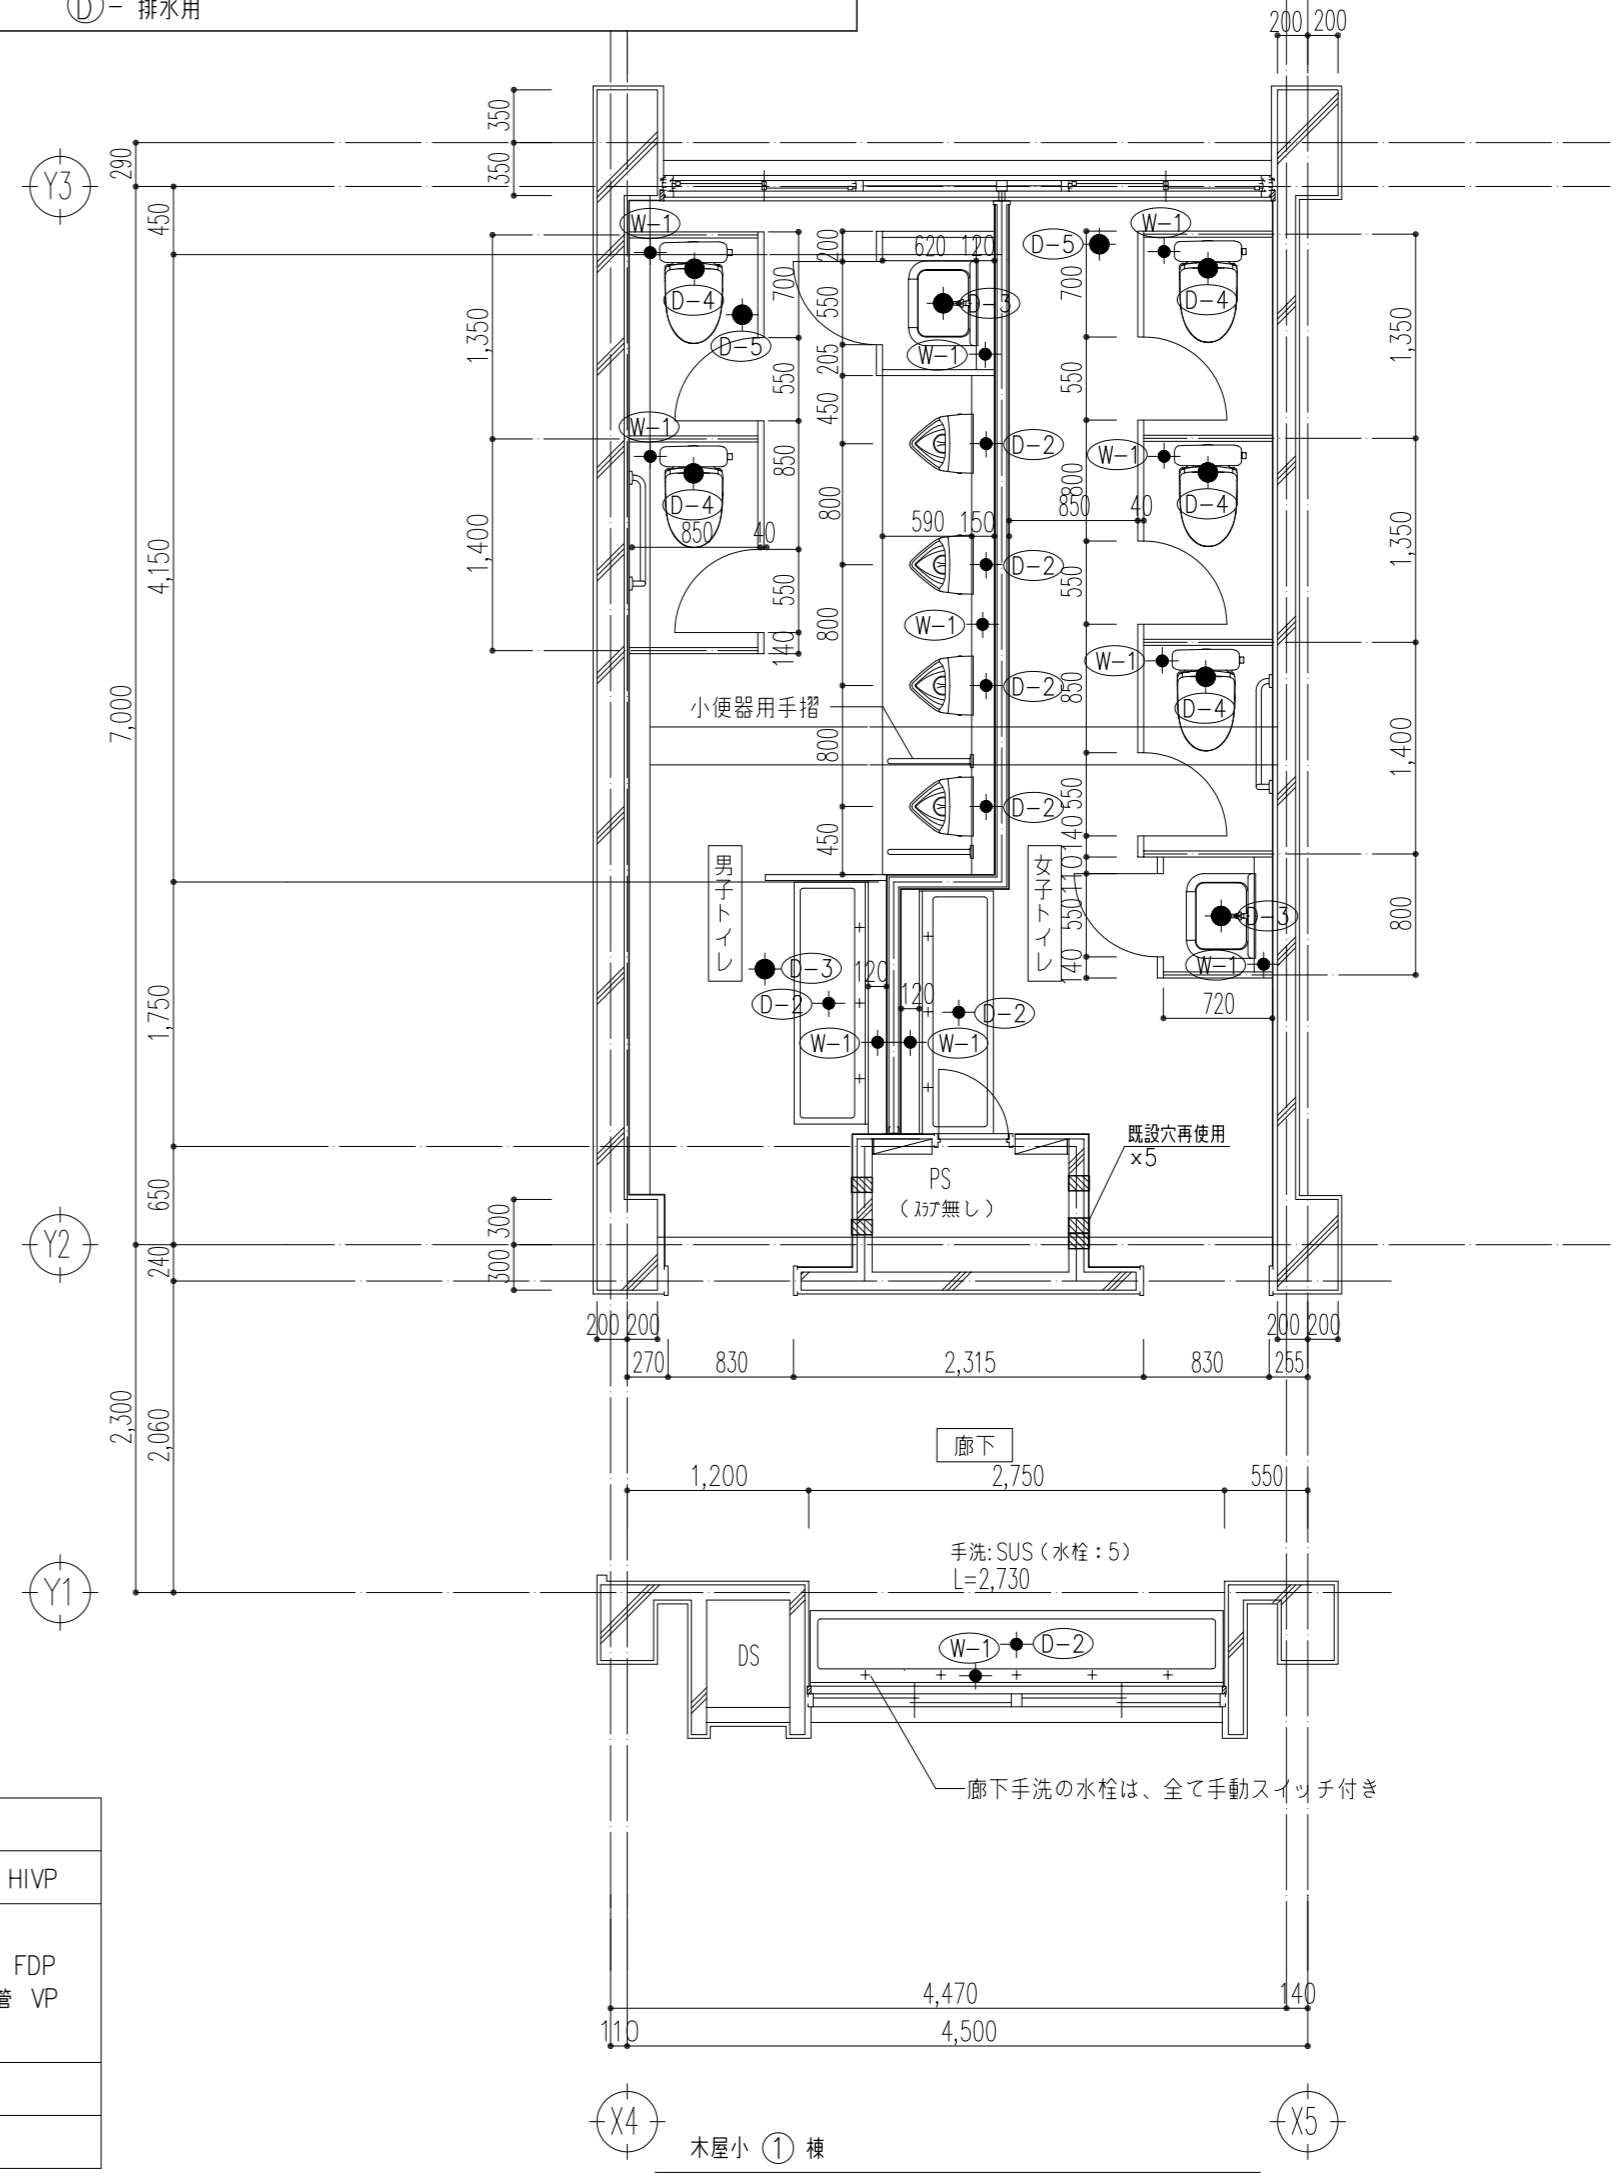 D － 排水用
200 200
350
290
350
Y3
450
W-1
200
620 120
D-5
W-1
700
D-4
700
550
D-3
D-4
1,350
D-5
W-1
205
550
550
1,350
W-1
450
D-2
W-1
850
800
D-4
800
590 150
850 40
D-4
850 40
1,400
4,150
550
D-2
550
1,350
140
800
W-1
W-1
7,000
小便器用手摺
D-2
850
D-4
800
1,400
D-2
550
450
140
男子トイレ
女子トイレ
110
550
D-3
800
D-3
120
W-1
140
D-2
120
D-2
720
1,750
W-1
W-1
既設穴再使用
x5
PS
（ｽﾗﾌﾞ無し）
650
300
Y2
240
300
200 200
200 200
270
830
2,315
830
255
2,300
2,060
廊下
1,200
2,750
550
手洗:SUS（水栓：5）
L=2,730
Y1
W-1
D-2
DS
廊下手洗の水栓は、全て手動スイッチ付き
HIVP
FDP
管 VP
4,470
140
110
4,500
X4
X5
木屋小 ① 棟